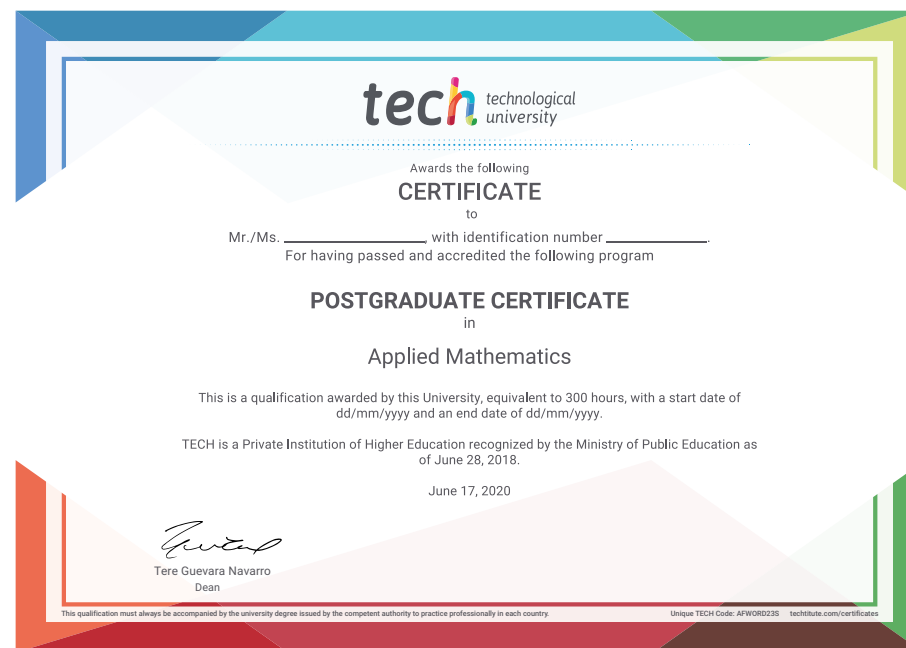 tech technological
university
Awards the following
CERTIFICATE
to
Mr./Ms. ____________, with identification number ____________.
For having passed and accredited the following program
POSTGRADUATE CERTIFICATE
in
Applied Mathematics
This is a qualification awarded by this University, equivalent to 300 hours, with a start date of
dd/mm/yyyy and an end date of dd/mm/yyyy.
TECH is a Private Institution of Higher Education recognized by the Ministry of Public Education as
of June 28, 2018.
June 17, 2020
Tere Guevara Navarro
Dean
This qualification must always be accompanied by the university degree issued by the competent authority to practice professionally in each country. Unique TECH Code: AFWORD23S techtitute.com/certificates